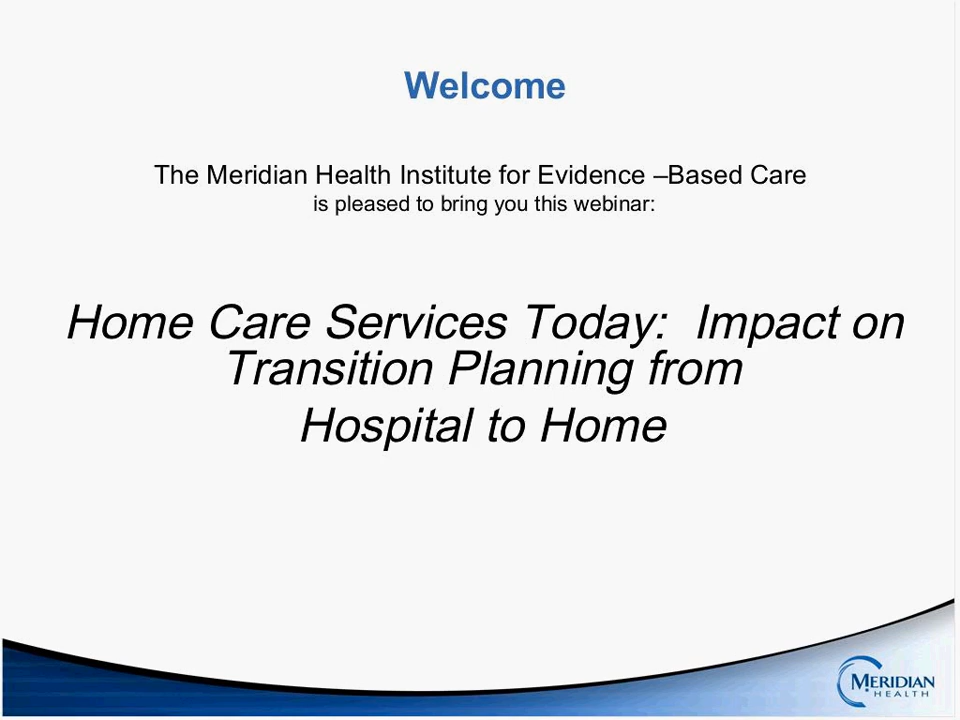 Welcome
The Meridian Health Institute for Evidence –Based Care
is pleased to bring you this webinar:
Home Care Services Today:  Impact on
Transition Planning from
Hospital to Home
MERIDIAN
HEALTH